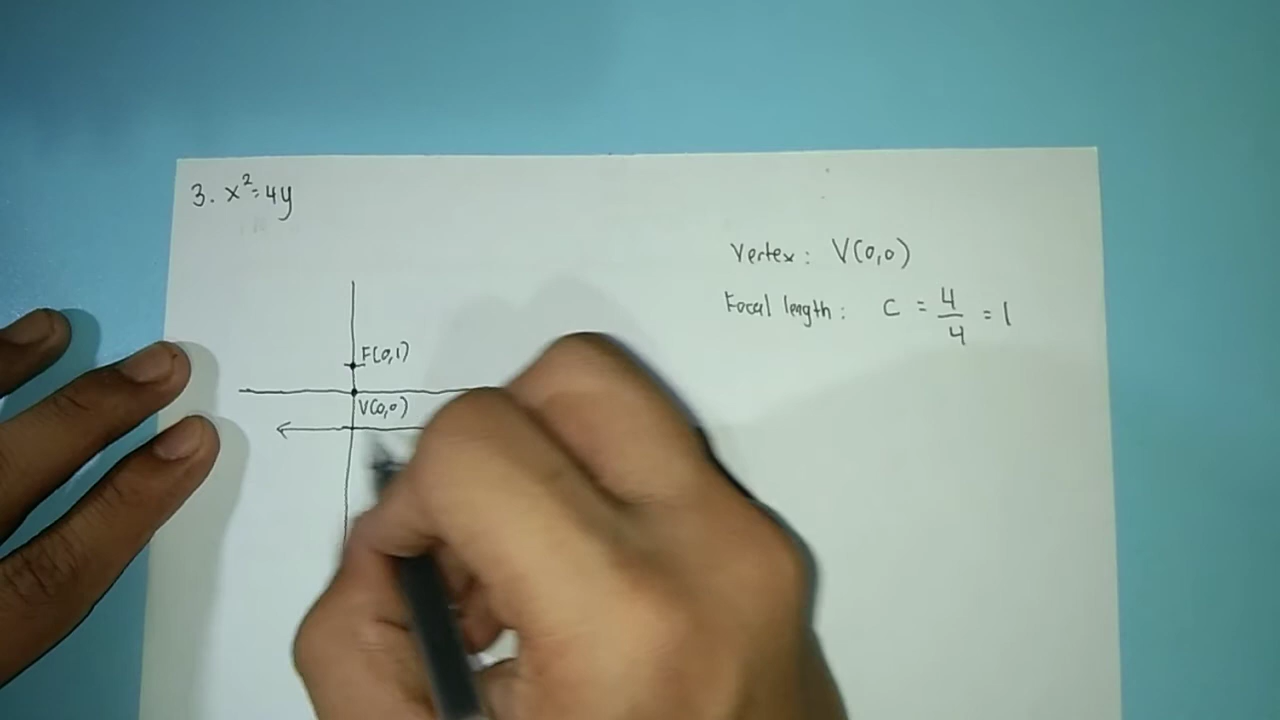 3. x²=4y
Vertex: V(0,0)
Focal length: c = 4/4 = 1
F(0,1)
V(0,0)